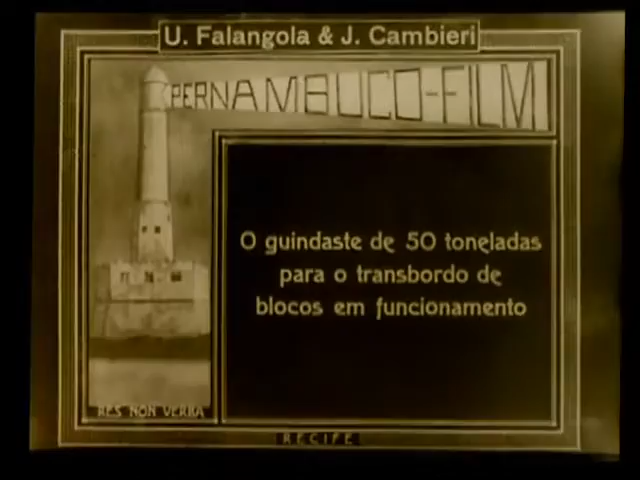 U. Falangola & J. Cambieri
PERNAMBUCO-FILM
O guindaste de 50 toneladas
para o transbordo de
blocos em funcionamento
RES NON VERBA
RECIFE